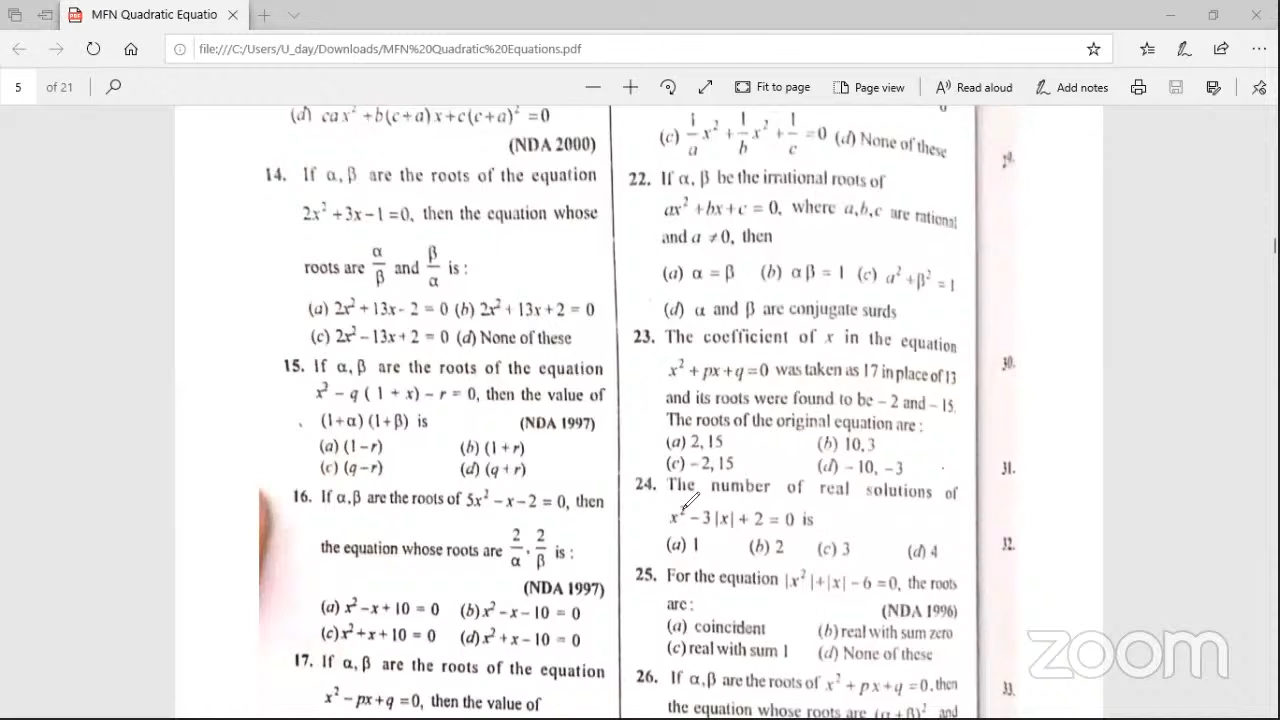 MFN Quadratic Equatio
file:///C:/Users/U_day/Downloads/MFN%20Quadratic%20Equations.pdf
5 of 21
Fit to page
Page view
Read aloud
Add notes
(d) cax² + b(c+a)x + c(c+a)² = 0
(NDA 2000)
14. If α, β are the roots of the equation
2x² + 3x – 1 = 0, then the equation whose
roots are α/β and β/α is :
(a) 2x² + 13x - 2 = 0 (b) 2x² + 13x + 2 = 0
(c) 2x² – 13x + 2 = 0 (d) None of these
15. If α, β are the roots of the equation
x² – q ( 1 + x) – r = 0, then the value of
(1+α) (1+β) is (NDA 1997)
(a) (1–r) (b) (1+r)
(c) (q–r) (d) (q+r)
16. If α,β are the roots of 5x² – x – 2 = 0, then
the equation whose roots are 2/α, 2/β is :
(NDA 1997)
(a) x² – x + 10 = 0 (b) x² – x – 10 = 0
(c) x² + x + 10 = 0 (d) x² + x – 10 = 0
17. If α, β are the roots of the equation
x² – px + q = 0, then the value of
(c) 1/a x² + 1/b x² + 1/c = 0 (d) None of these
22. If α, β be the irrational roots of
ax² + bx + c = 0, where a,b,c are rational
and a ≠ 0, then
(a) α = β (b) αβ = 1 (c) α² + β² = 1
(d) α and β are conjugate surds
23. The coefficient of x in the equation
x² + px + q = 0 was taken as 17 in place of 13
and its roots were found to be – 2 and – 15.
The roots of the original equation are :
(a) 2, 15 (b) 10, 3
(c) – 2, 15 (d) – 10, – 3
24. The number of real solutions of
x² – 3 |x| + 2 = 0 is
(a) 1 (b) 2 (c) 3 (d) 4
25. For the equation |x²| + |x| – 6 = 0, the roots
are : (NDA 1996)
(a) coincident (b) real with sum zero
(c) real with sum 1 (d) None of these
26. If α,β are the roots of x² + px + q = 0, then
the equation whose roots are (α + β)² and
30.
31.
32.
33.
zoom